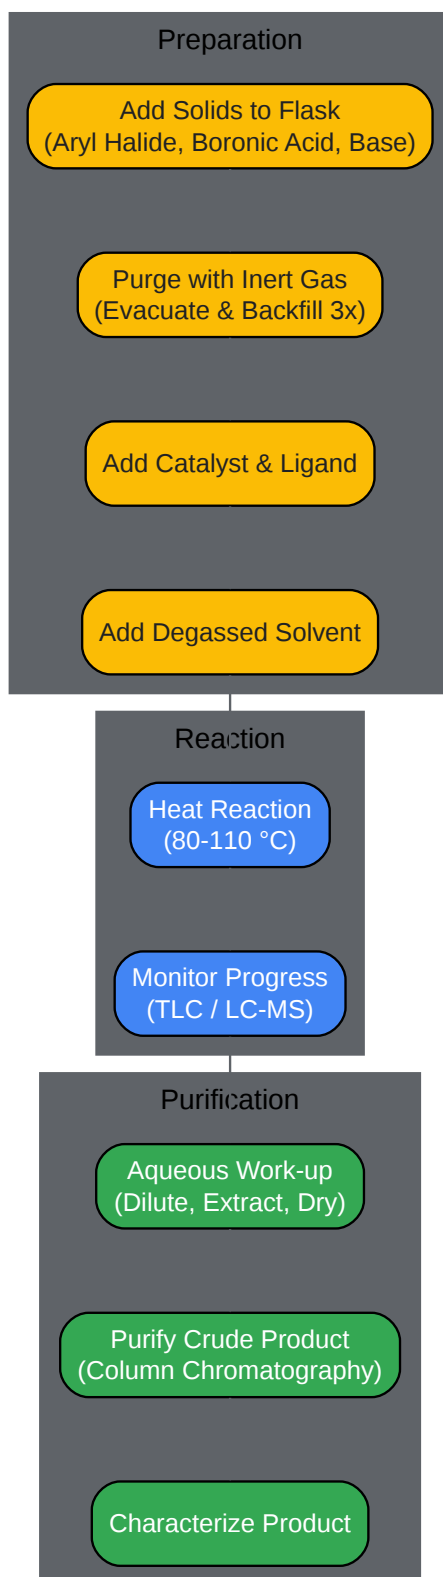 Preparation
Add Solids to Flask
(Aryl Halide, Boronic Acid, Base)
Purge with Inert Gas
(Evacuate & Backfill 3x)
Add Catalyst & Ligand
Add Degassed Solvent
Reaction
Heat Reaction
(80-110 °C)
Monitor Progress
(TLC / LC-MS)
Purification
Aqueous Work-up
(Dilute, Extract, Dry)
Purify Crude Product
(Column Chromatography)
Characterize Product